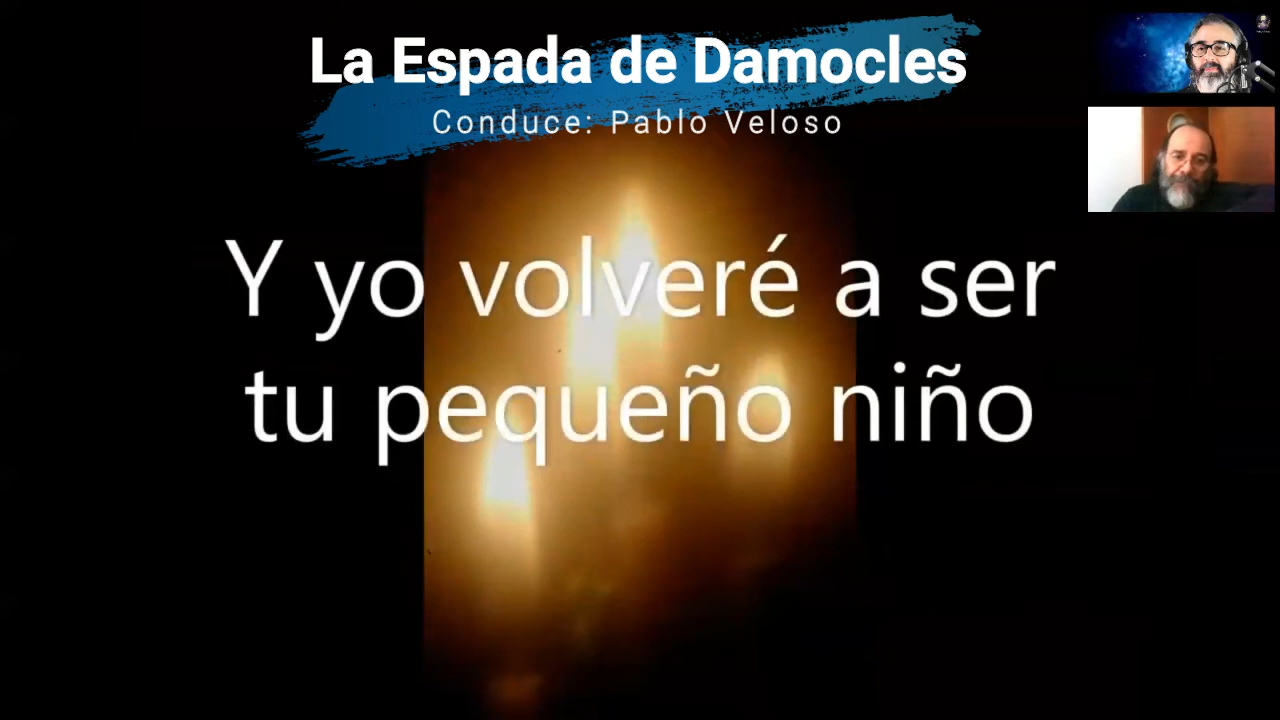 La Espada de Damocles
Conduce: Pablo Veloso
Y yo volveré a ser
tu pequeño niño